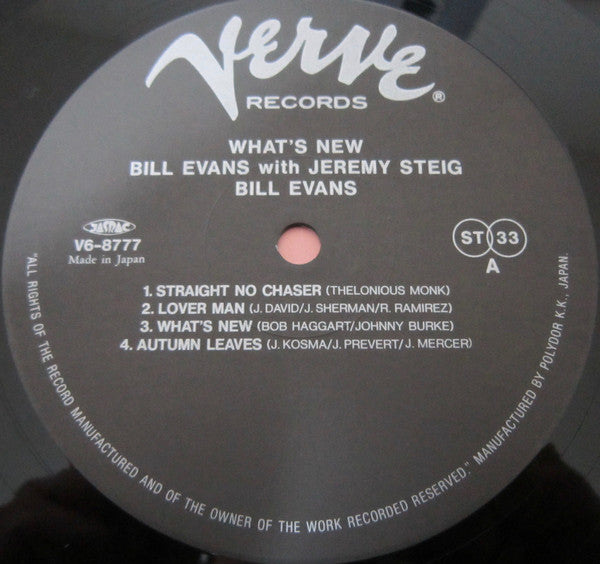 Verve®
RECORDS
WHAT'S NEW
BILL EVANS with JEREMY STEIG
BILL EVANS
JASRAC
V6-8777
Made in Japan
ST 33
A
1. STRAIGHT NO CHASER (THELONIOUS MONK)
2. LOVER MAN (J. DAVID/J. SHERMAN/R. RAMIREZ)
3. WHAT'S NEW (BOB HAGGART/JOHNNY BURKE)
4. AUTUMN LEAVES (J. KOSMA/J. PREVERT/J. MERCER)
"ALL RIGHTS OF THE RECORD MANUFACTURED AND OF THE OWNER OF THE WORK RECORDED RESERVED." MANUFACTURED BY POLYDOR K.K., JAPAN.